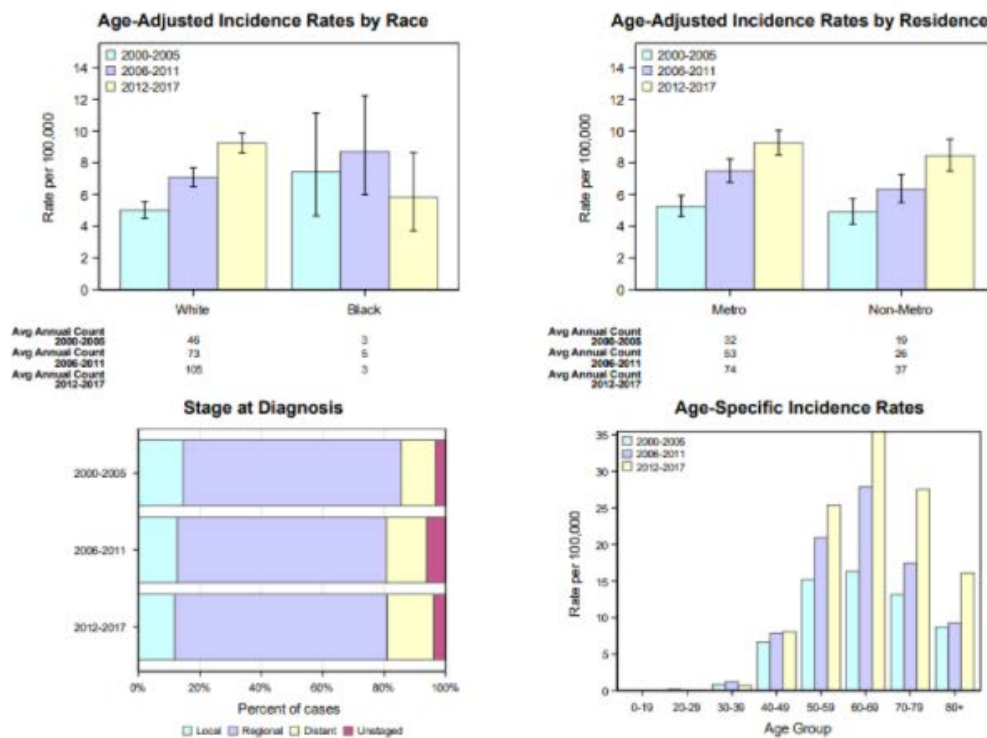 Age-Adjusted Incidence Rates by Race
2000-2005
2006-2011
2012-2017
Rate per 100,000
14
12
10
8
6
4
2
0
White Black
Avg Annual Count
2000-2005 46 3
Avg Annual Count
2006-2011 73 5
Avg Annual Count
2012-2017 105 3
Age-Adjusted Incidence Rates by Residence
2000-2005
2006-2011
2012-2017
Rate per 100,000
14
12
10
8
6
4
2
0
Metro Non-Metro
Avg Annual Count
2000-2005 32 19
Avg Annual Count
2006-2011 53 26
Avg Annual Count
2012-2017 74 37
Stage at Diagnosis
2000-2005
2006-2011
2012-2017
0% 20% 40% 60% 80% 100%
Percent of cases
Local Regional Distant Unstaged
Age-Specific Incidence Rates
2000-2005
2006-2011
2012-2017
Rate per 100,000
35
30
25
20
15
10
5
0
0-19 20-29 30-39 40-49 50-59 60-69 70-79 80+
Age Group